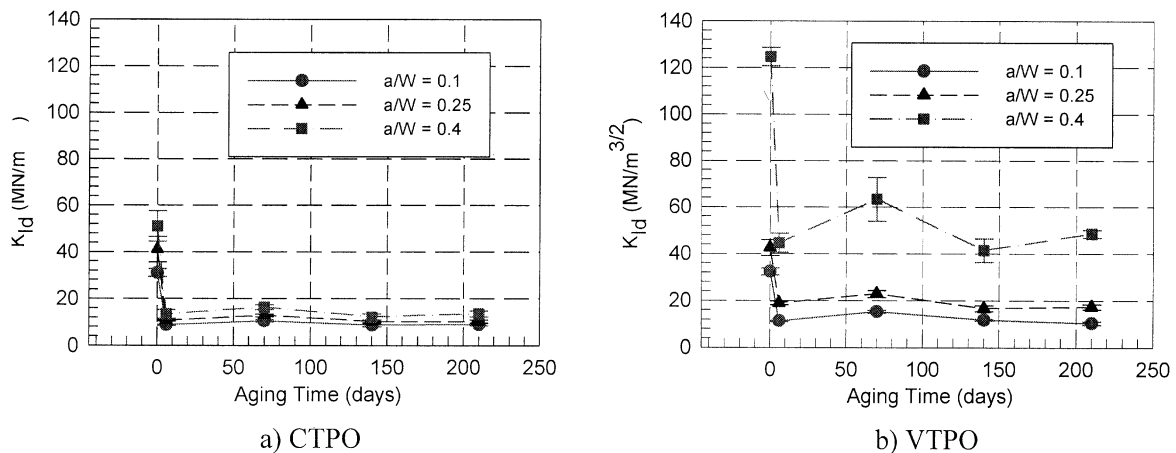 140
120
100
80
60
40
20
0
K_Id (MN/m )
a/W = 0.1
a/W = 0.25
a/W = 0.4
0 50 100 150 200 250
Aging Time (days)
a) CTPO
140
120
100
80
60
40
20
0
K_Id (MN/m^3/2)
a/W = 0.1
a/W = 0.25
a/W = 0.4
0 50 100 150 200 250
Aging Time (days)
b) VTPO